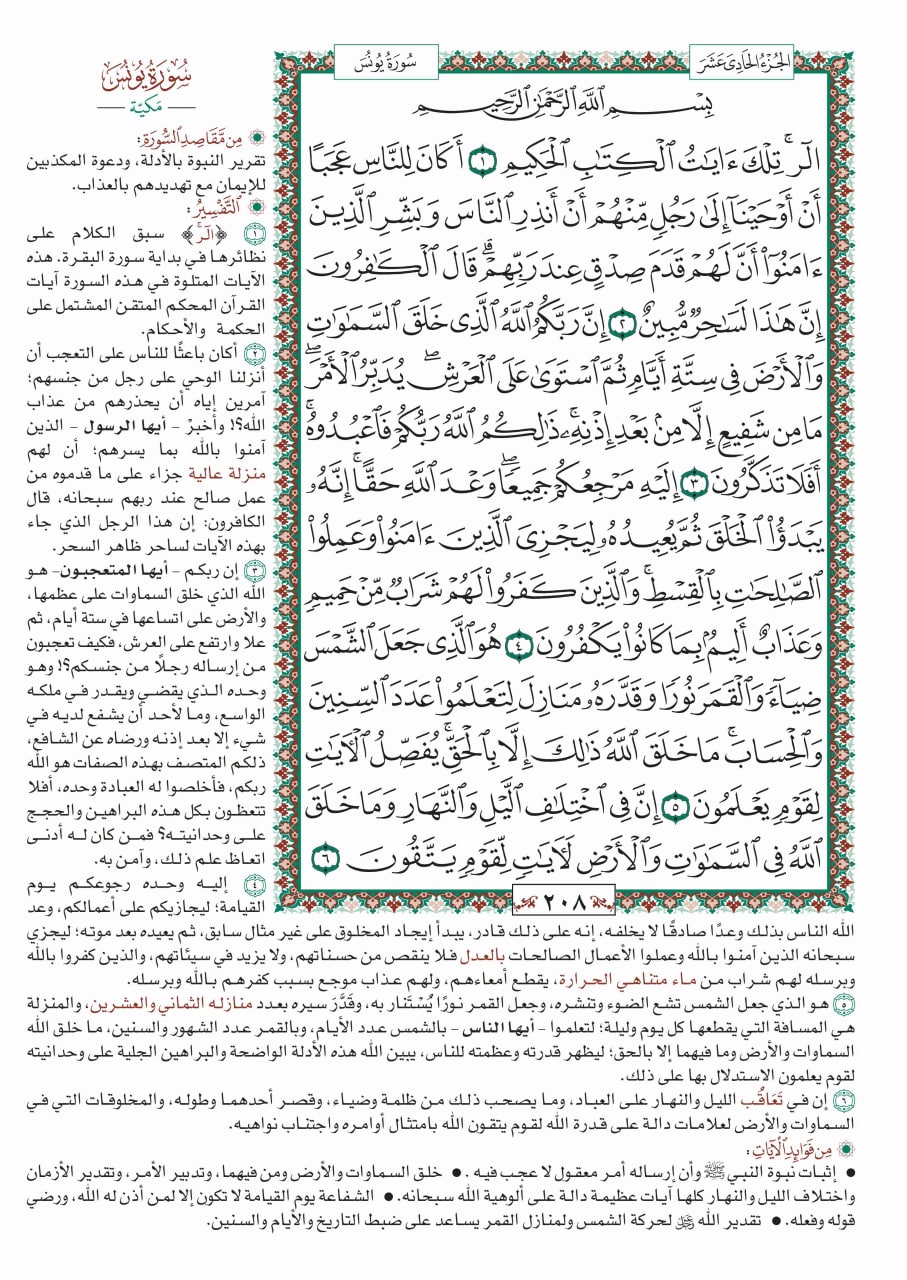 الجُزْءُ الحَادِى عَشَرَ
سُورَةُ يُونُسَ
بِسْمِ اللَّهِ الرَّحْمَٰنِ الرَّحِيمِ
الٓرۚ تِلْكَ ءَايَٰتُ ٱلْكِتَٰبِ ٱلْحَكِيمِ ١ أَكَانَ لِلنَّاسِ عَجَبًا
أَنْ أَوْحَيْنَآ إِلَىٰ رَجُلٍ مِّنْهُمْ أَنْ أَنذِرِ ٱلنَّاسَ وَبَشِّرِ ٱلَّذِينَ
ءَامَنُوٓا۟ أَنَّ لَهُمْ قَدَمَ صِدْقٍ عِندَ رَبِّهِمْۗ قَالَ ٱلْكَٰفِرُونَ
إِنَّ هَٰذَا لَسَٰحِرٌ مُّبِينٌ ٢ إِنَّ رَبَّكُمُ ٱللَّهُ ٱلَّذِى خَلَقَ ٱلسَّمَٰوَٰتِ
وَٱلْأَرْضَ فِى سِتَّةِ أَيَّامٍ ثُمَّ ٱسْتَوَىٰ عَلَى ٱلْعَرْشِۖ يُدَبِّرُ ٱلْأَمْرَۖ
مَا مِن شَفِيعٍ إِلَّا مِنۢ بَعْدِ إِذْنِهِۦۚ ذَٰلِكُمُ ٱللَّهُ رَبُّكُمْ فَٱعْبُدُوهُۚ
أَفَلَا تَذَكَّرُونَ ٣ إِلَيْهِ مَرْجِعُكُمْ جَمِيعًاۖ وَعْدَ ٱللَّهِ حَقًّاۚ إِنَّهُۥ
يَبْدَؤُا۟ ٱلْخَلْقَ ثُمَّ يُعِيدُهُۥ لِيَجْزِىَ ٱلَّذِينَ ءَامَنُوا۟ وَعَمِلُوا۟
ٱلصَّٰلِحَٰتِ بِٱلْقِسْطِۚ وَٱلَّذِينَ كَفَرُوا۟ لَهُمْ شَرَابٌ مِّنْ حَمِيمٍ
وَعَذَابٌ أَلِيمٌۢ بِمَا كَانُوا۟ يَكْفُرُونَ ٤ هُوَ ٱلَّذِى جَعَلَ ٱلشَّمْسَ
ضِيَآءً وَٱلْقَمَرَ نُورًا وَقَدَّرَهُۥ مَنَازِلَ لِتَعْلَمُوا۟ عَدَدَ ٱلسِّنِينَ
وَٱلْحِسَابَۚ مَا خَلَقَ ٱللَّهُ ذَٰلِكَ إِلَّا بِٱلْحَقِّۚ يُفَصِّلُ ٱلْءَايَٰتِ
لِقَوْمٍ يَعْلَمُونَ ٥ إِنَّ فِى ٱخْتِلَٰفِ ٱلَّيْلِ وَٱلنَّهَارِ وَمَا خَلَقَ
ٱللَّهُ فِى ٱلسَّمَٰوَٰتِ وَٱلْأَرْضِ لَءَايَٰتٍ لِّقَوْمٍ يَتَّقُونَ ٦
٢٠٨
سُورَةُ يُونُسَ
مَكيّة
مِن مَّقَاصِدِ السُّورَةِ:
تقرير النبوة بالأدلة، ودعوة المكذبين
للإيمان مع تهديدهم بالعذاب.
التَّفْسِيرُ:
١ ﴿الٓرۚ﴾ سبق الكلام على
نظائرها في بداية سورة البقرة. هذه
الآيات المتلوة في هذه السورة آيات
القرآن المحكم المتقن المشتمل على
الحكمة والأحكام.
٢ أكان باعثًا للناس على التعجب أن
أنزلنا الوحي على رجل من جنسهم؛
آمرين إياه أن يحذرهم من عذاب
الله؟! وأخبرْ - أيها الرسول - الذين
آمنوا بالله بما يسرهم؛ أن لهم
منزلة عالية جزاء على ما قدموه من
عمل صالح عند ربهم سبحانه، قال
الكافرون: إن هذا الرجل الذي جاء
بهذه الآيات لساحر ظاهر السحر.
٣ إن ربكم - أيها المتعجبون- هو
الله الذي خلق السماوات على عظمها،
والأرض على اتساعها في ستة أيام، ثم
علا وارتفع على العرش، فكيف تعجبون
من إرساله رجلًا من جنسكم؟! وهو
وحده الذي يقضي ويقدر في ملكه
الواسع، وما لأحد أن يشفع لديه في
شيء إلا بعد إذنه ورضاه عن الشافع،
ذلكم المتصف بهذه الصفات هو الله
ربكم، فأخلصوا له العبادة وحده، أفلا
تتعظون بكل هذه البراهين والحجج
على وحدانيته؟ فمن كان له أدنى
اتعاظ علم ذلك، وآمن به.
٤ إليه وحده رجوعكم يوم
القيامة؛ ليجازيكم على أعمالكم، وعد
الله الناس بذلك وعدًا صادقًا لا يخلفه، إنه على ذلك قادر، يبدأ إيجاد المخلوق على غير مثال سابق، ثم يعيده بعد موته؛ ليجزي
سبحانه الذين آمنوا بالله وعملوا الأعمال الصالحات بالعدل فلا ينقص من حسناتهم، ولا يزيد في سيئاتهم، والذين كفروا بالله
وبرسله لهم شراب من ماء متناهي الحرارة، يقطع أمعاءهم، ولهم عذاب موجع بسبب كفرهم بالله وبرسله.
٥ هو الذي جعل الشمس تشع الضوء وتنشره، وجعل القمر نورًا يُسْتَنار به، وقَدَّرَ سيره بعدد منازله الثماني والعشرين، والمنزلة
هي المسافة التي يقطعها كل يوم وليلة؛ لتعلموا - أيها الناس - بالشمس عدد الأيام، وبالقمر عدد الشهور والسنين، ما خلق الله
السماوات والأرض وما فيهما إلا بالحق؛ ليظهر قدرته وعظمته للناس، يبين الله هذه الأدلة الواضحة والبراهين الجلية على وحدانيته
لقوم يعلمون الاستدلال بها على ذلك.
٦ إن في تَعَاقُب الليل والنهار على العباد، وما يصحب ذلك من ظلمة وضياء، وقصر أحدهما وطوله، والمخلوقات التي في
السماوات والأرض لعلامات دالة على قدرة الله لقوم يتقون الله بامتثال أوامره واجتناب نواهيه.
مِن فَوَائِدِ الْآيَاتِ:
• إثبات نبوة النبي ﷺ وأن إرساله أمر معقول لا عجب فيه. • خلق السماوات والأرض ومن فيهما، وتدبير الأمر، وتقدير الأزمان
واختلاف الليل والنهار كلها آيات عظيمة دالة على ألوهية الله سبحانه. • الشفاعة يوم القيامة لا تكون إلا لمن أذن له الله، ورضي
قوله وفعله. • تقدير الله ﷻ لحركة الشمس ولمنازل القمر يساعد على ضبط التاريخ والأيام والسنين.